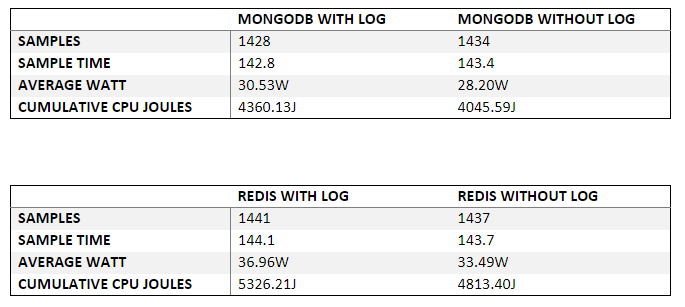 MONGODB WITH LOG MONGODB WITHOUT LOG
SAMPLES 1428 1434
SAMPLE TIME 142.8 143.4
AVERAGE WATT 30.53W 28.20W
CUMULATIVE CPU JOULES 4360.13J 4045.59J
REDIS WITH LOG REDIS WITHOUT LOG
SAMPLES 1441 1437
SAMPLE TIME 144.1 143.7
AVERAGE WATT 36.96W 33.49W
CUMULATIVE CPU JOULES 5326.21J 4813.40J